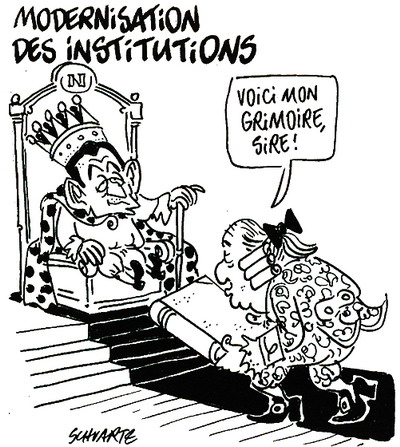 MODERNISATION
DES INSTITUTIONS
N
VOICI MON
GRIMOIRE,
SIRE!
SCHVARTZ